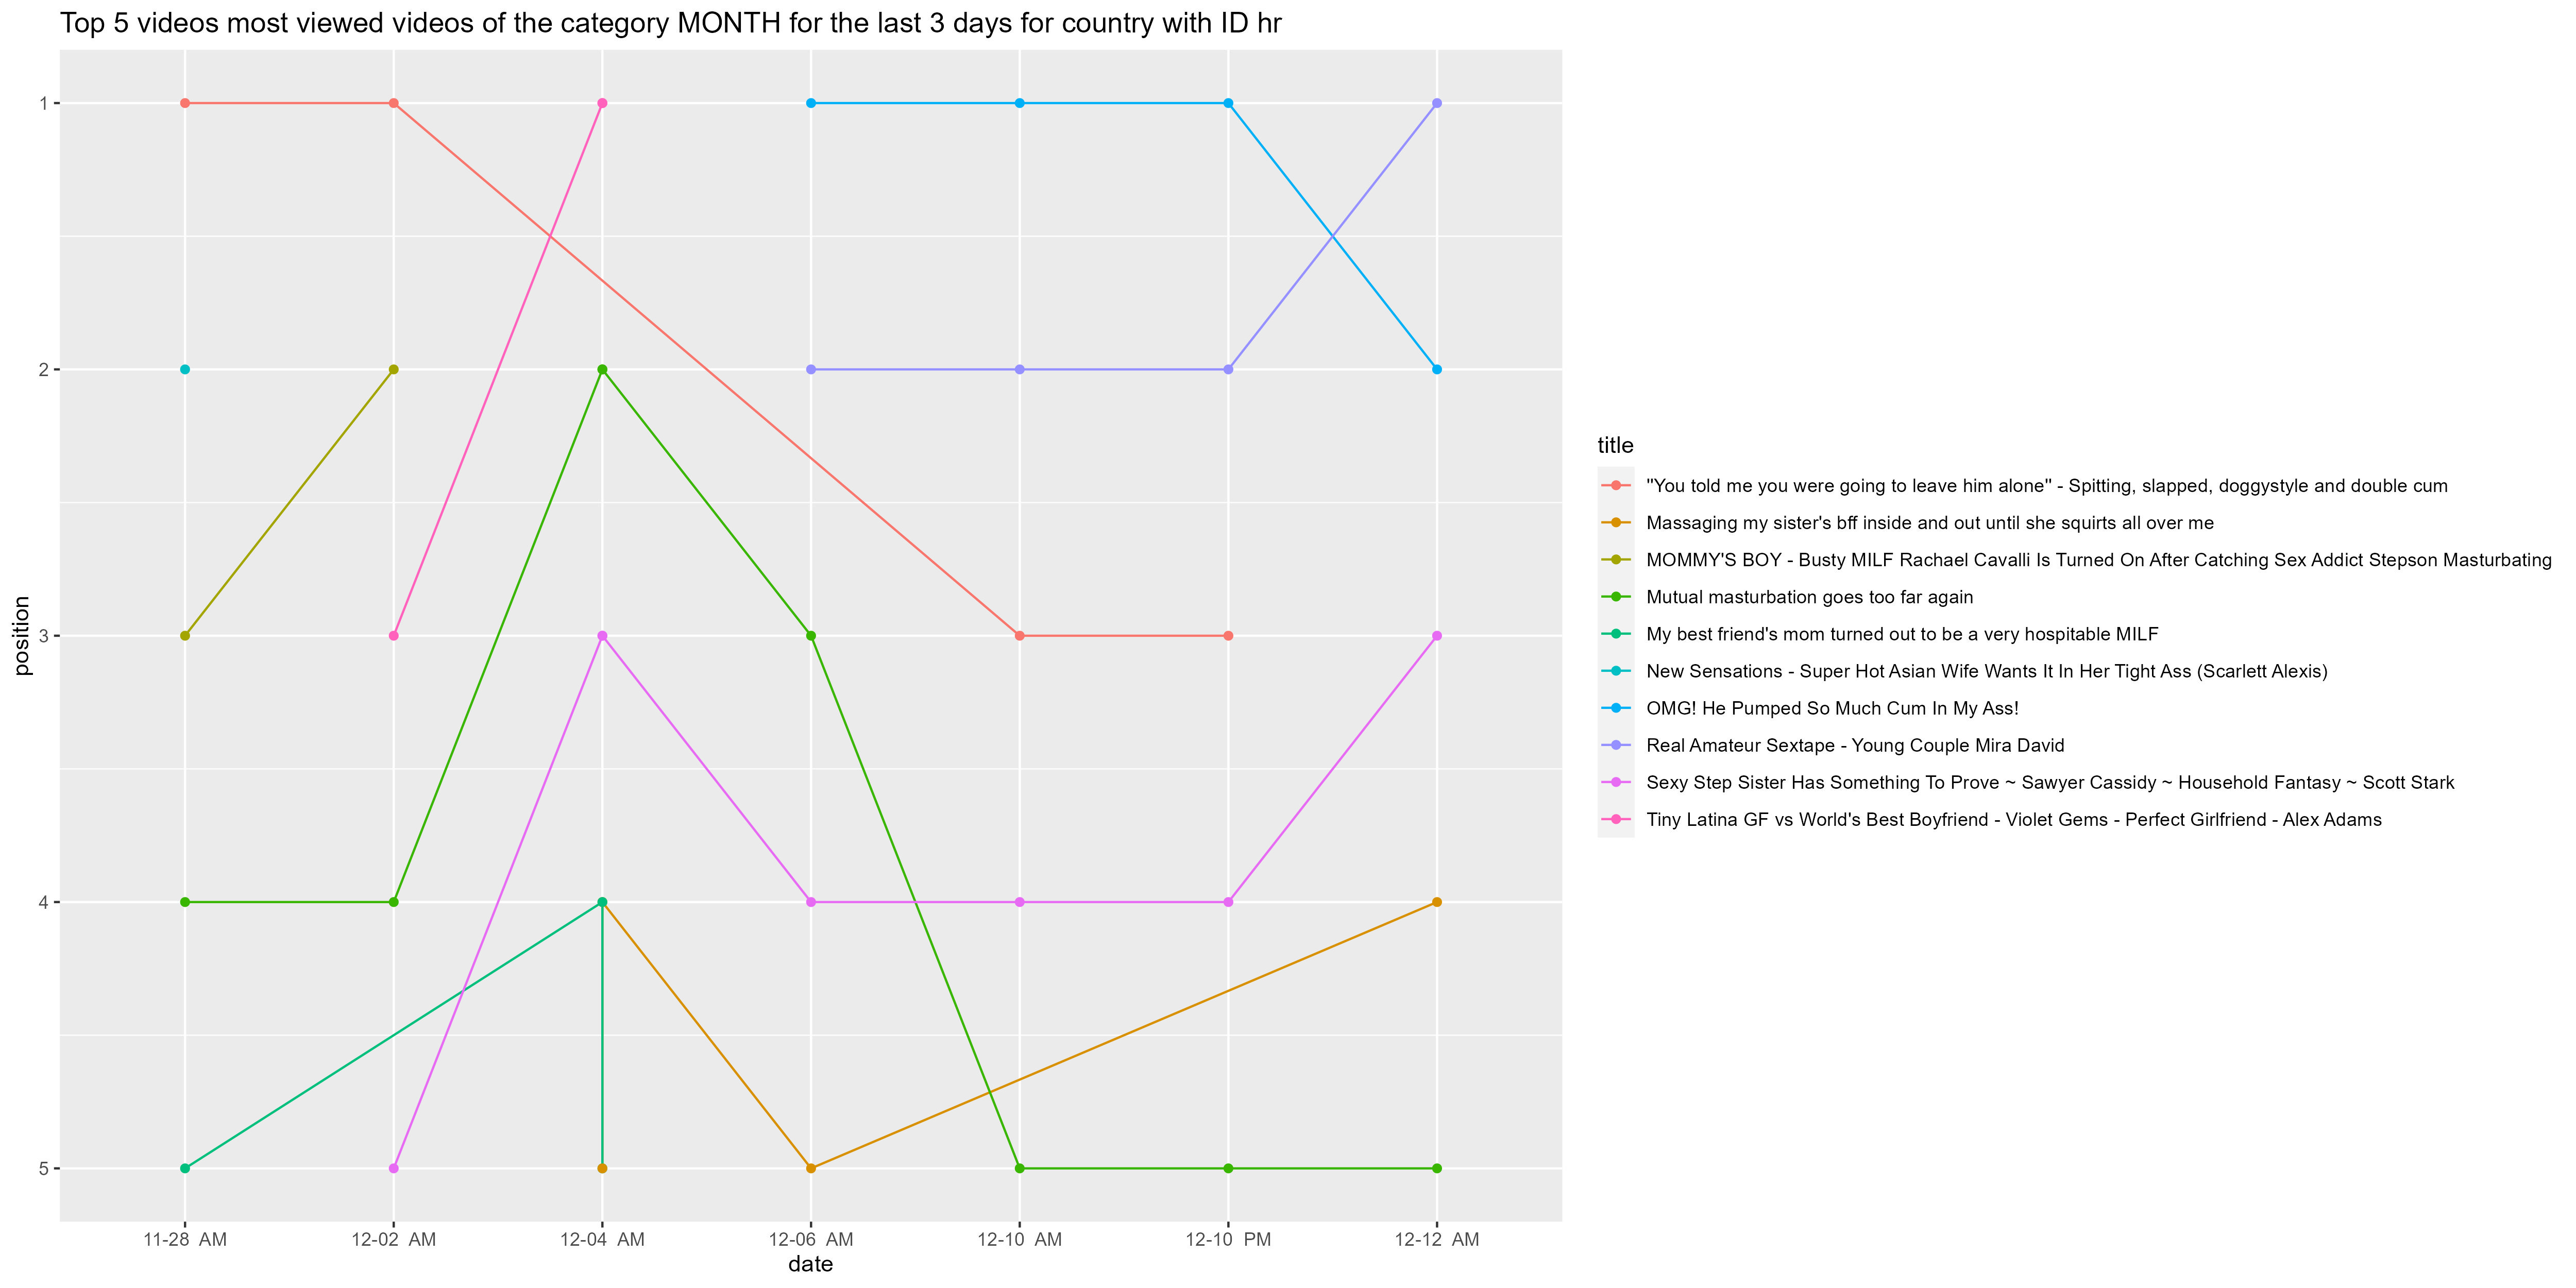 Top 5 videos most viewed videos of the category MONTH for the last 3 days for country with ID hr
1
2
3
4
5
position
11-28 AM
12-02 AM
12-04 AM
12-06 AM
12-10 AM
12-10 PM
12-12 AM
date
title
"You told me you were going to leave him alone" - Spitting, slapped, doggystyle and double cum
Massaging my sister's bff inside and out until she squirts all over me
MOMMY'S BOY - Busty MILF Rachael Cavalli Is Turned On After Catching Sex Addict Stepson Masturbating
Mutual masturbation goes too far again
My best friend's mom turned out to be a very hospitable MILF
New Sensations - Super Hot Asian Wife Wants It In Her Tight Ass (Scarlett Alexis)
OMG! He Pumped So Much Cum In My Ass!
Real Amateur Sextape - Young Couple Mira David
Sexy Step Sister Has Something To Prove ~ Sawyer Cassidy ~ Household Fantasy ~ Scott Stark
Tiny Latina GF vs World's Best Boyfriend - Violet Gems - Perfect Girlfriend - Alex Adams